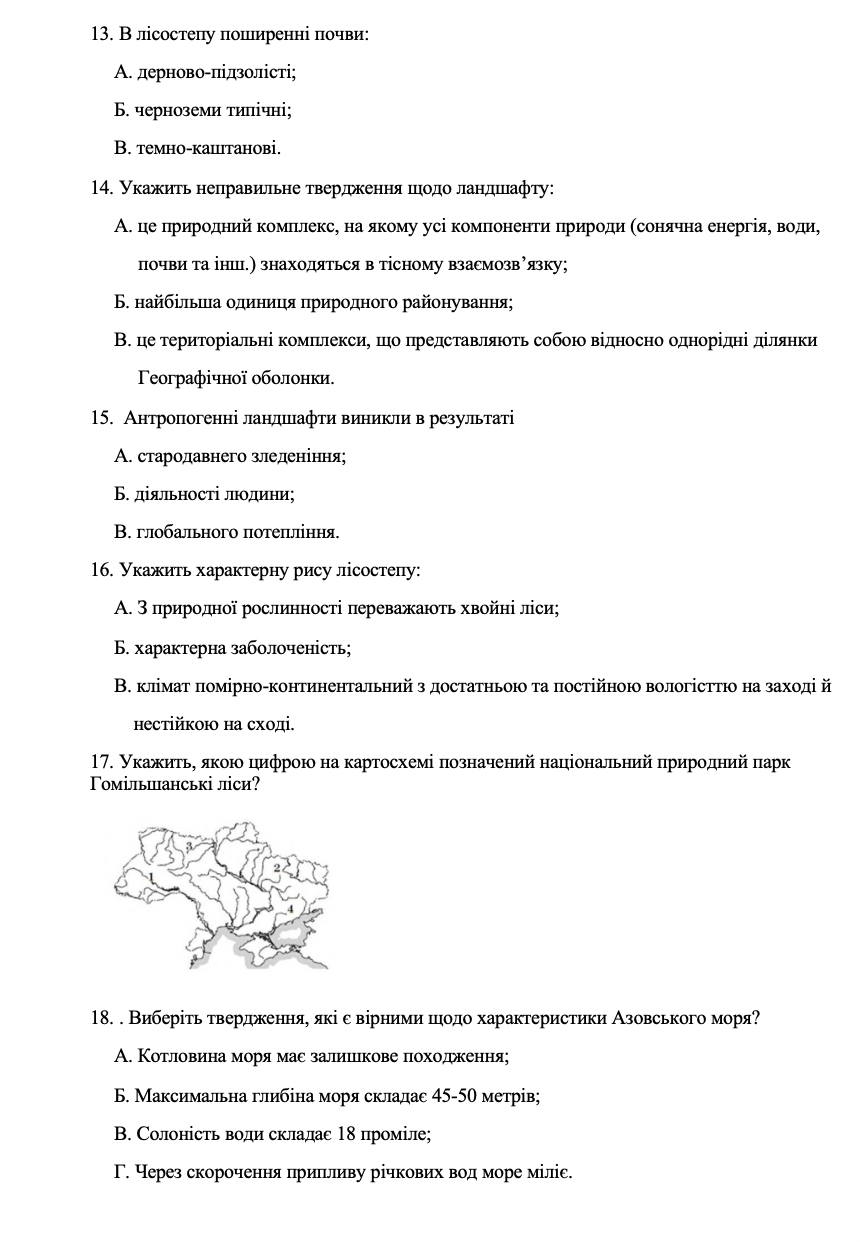 13. В лісостепу поширенні почви:
А. дерново-підзолісті;
Б. черноземи типічні;
В. темно-каштанові.
14. Укажить неправильне твердження щодо ландшафту:
А. це природний комплекс, на якому усі компоненти природи (сонячна енергія, води,
почви та інш.) знаходяться в тісному взаємозв’язку;
Б. найбільша одиниця природного районування;
В. це територіальні комплекси, що представляють собою відносно однорідні ділянки
Географічної оболонки.
15. Антропогенні ландшафти виникли в результаті
А. стародавнего зледеніння;
Б. діяльності людини;
В. глобального потепління.
16. Укажить характерну рису лісостепу:
А. З природної рослинності переважають хвойні ліси;
Б. характерна заболоченість;
В. клімат помірно-континентальний з достатньою та постійною вологісттю на заході й
нестійкою на сході.
17. Укажить, якою цифрою на картосхемі позначений національний природний парк
Гомільшанські ліси?
3
1
2
4
18. . Виберіть твердження, які є вірними щодо характеристики Азовського моря?
А. Котловина моря має залишкове походження;
Б. Максимальна глибіна моря складає 45-50 метрів;
В. Солоність води складає 18 проміле;
Г. Через скорочення припливу річкових вод море міліє.